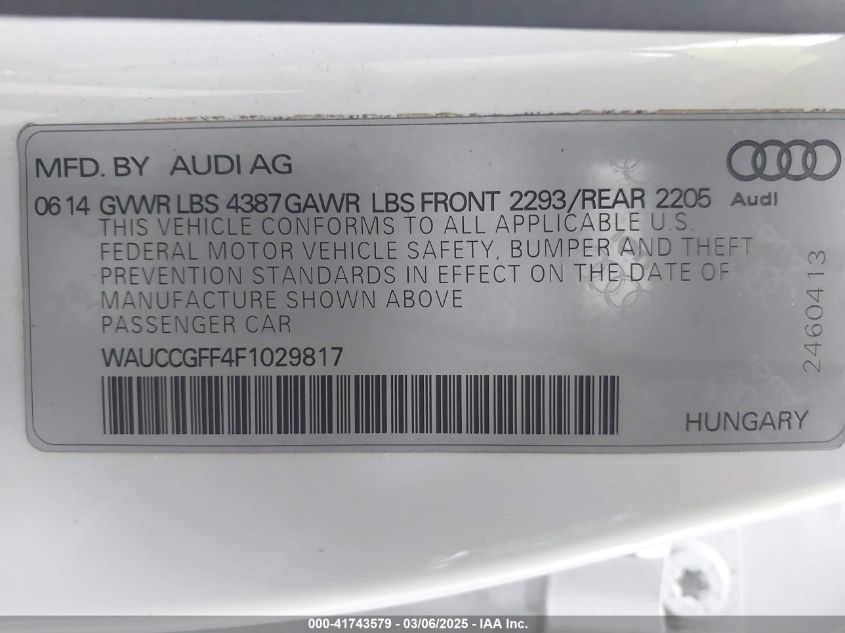 MFD. BY AUDI AG
Audi
0614 GVWR LBS 4387 GAWR LBS FRONT 2293/REAR 2205
THIS VEHICLE CONFORMS TO ALL APPLICABLE U.S.
FEDERAL MOTOR VEHICLE SAFETY, BUMPER AND THEFT
PREVENTION STANDARDS IN EFFECT ON THE DATE OF
MANUFACTURE SHOWN ABOVE
PASSENGER CAR
WAUCCGFF4F1029817
HUNGARY
2460413
000-41743579 - 03/06/2025 - IAA Inc.